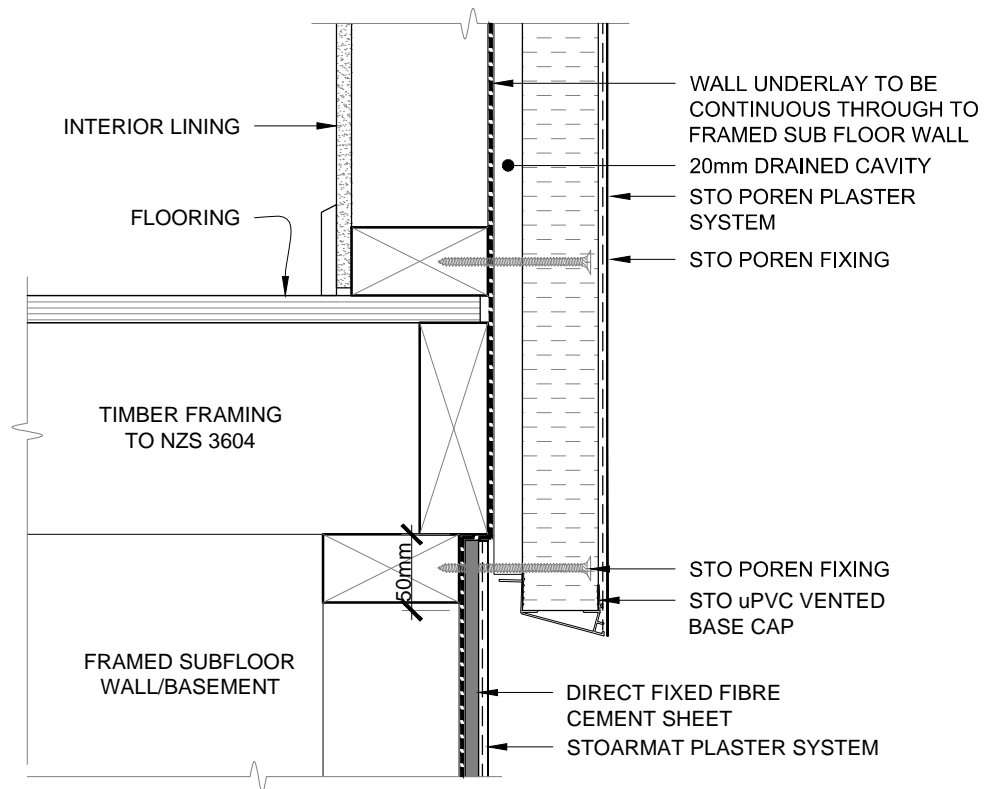 INTERIOR LINING
FLOORING
TIMBER FRAMING
TO NZS 3604
50mm
FRAMED SUBFLOOR
WALL/BASEMENT
WALL UNDERLAY TO BE
CONTINUOUS THROUGH TO
FRAMED SUB FLOOR WALL
20mm DRAINED CAVITY
STO POREN PLASTER
SYSTEM
STO POREN FIXING
STO POREN FIXING
STO uPVC VENTED
BASE CAP
DIRECT FIXED FIBRE
CEMENT SHEET
STOARMAT PLASTER SYSTEM